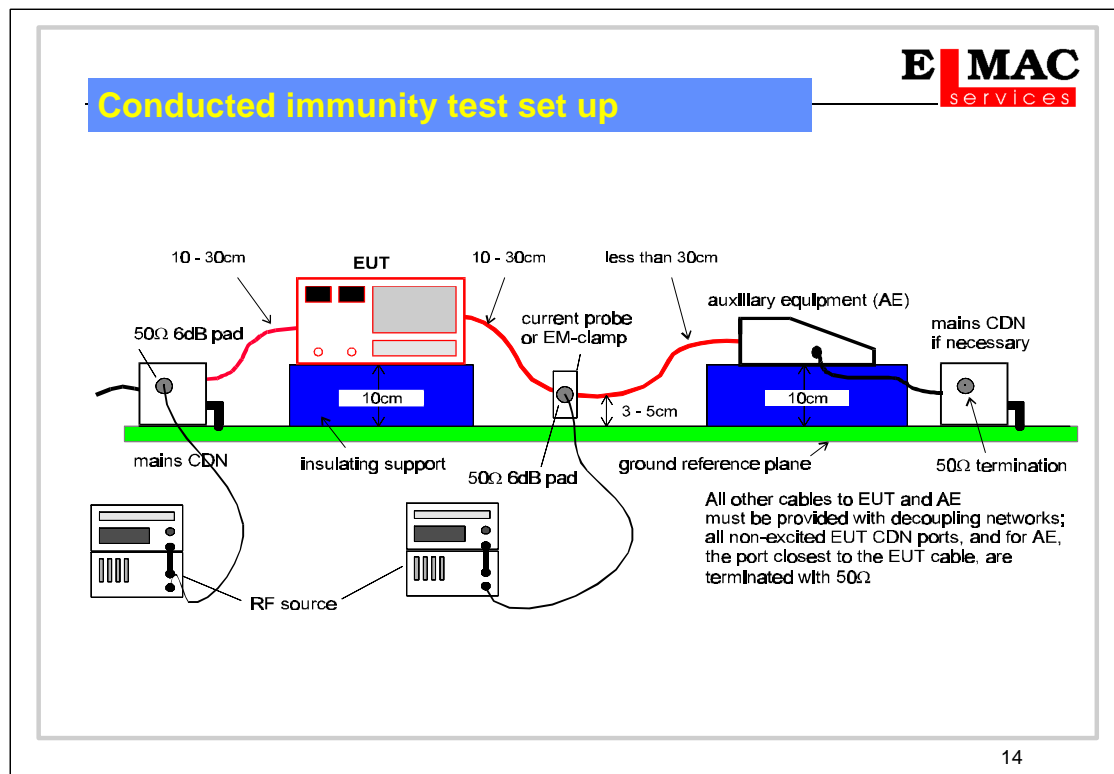 ELMAC
services
Conducted immunity test set up
10 - 30cm
EUT
10 - 30cm
less than 30cm
auxiliary equipment (AE)
50Ω 6dB pad
current probe
or EM-clamp
mains CDN
if necessary
10cm
3 - 5cm
10cm
mains CDN
insulating support
50Ω 6dB pad
ground reference plane
50Ω termination
All other cables to EUT and AE
must be provided with decoupling networks;
all non-excited EUT CDN ports, and for AE,
the port closest to the EUT cable, are
terminated with 50Ω
RF source
14